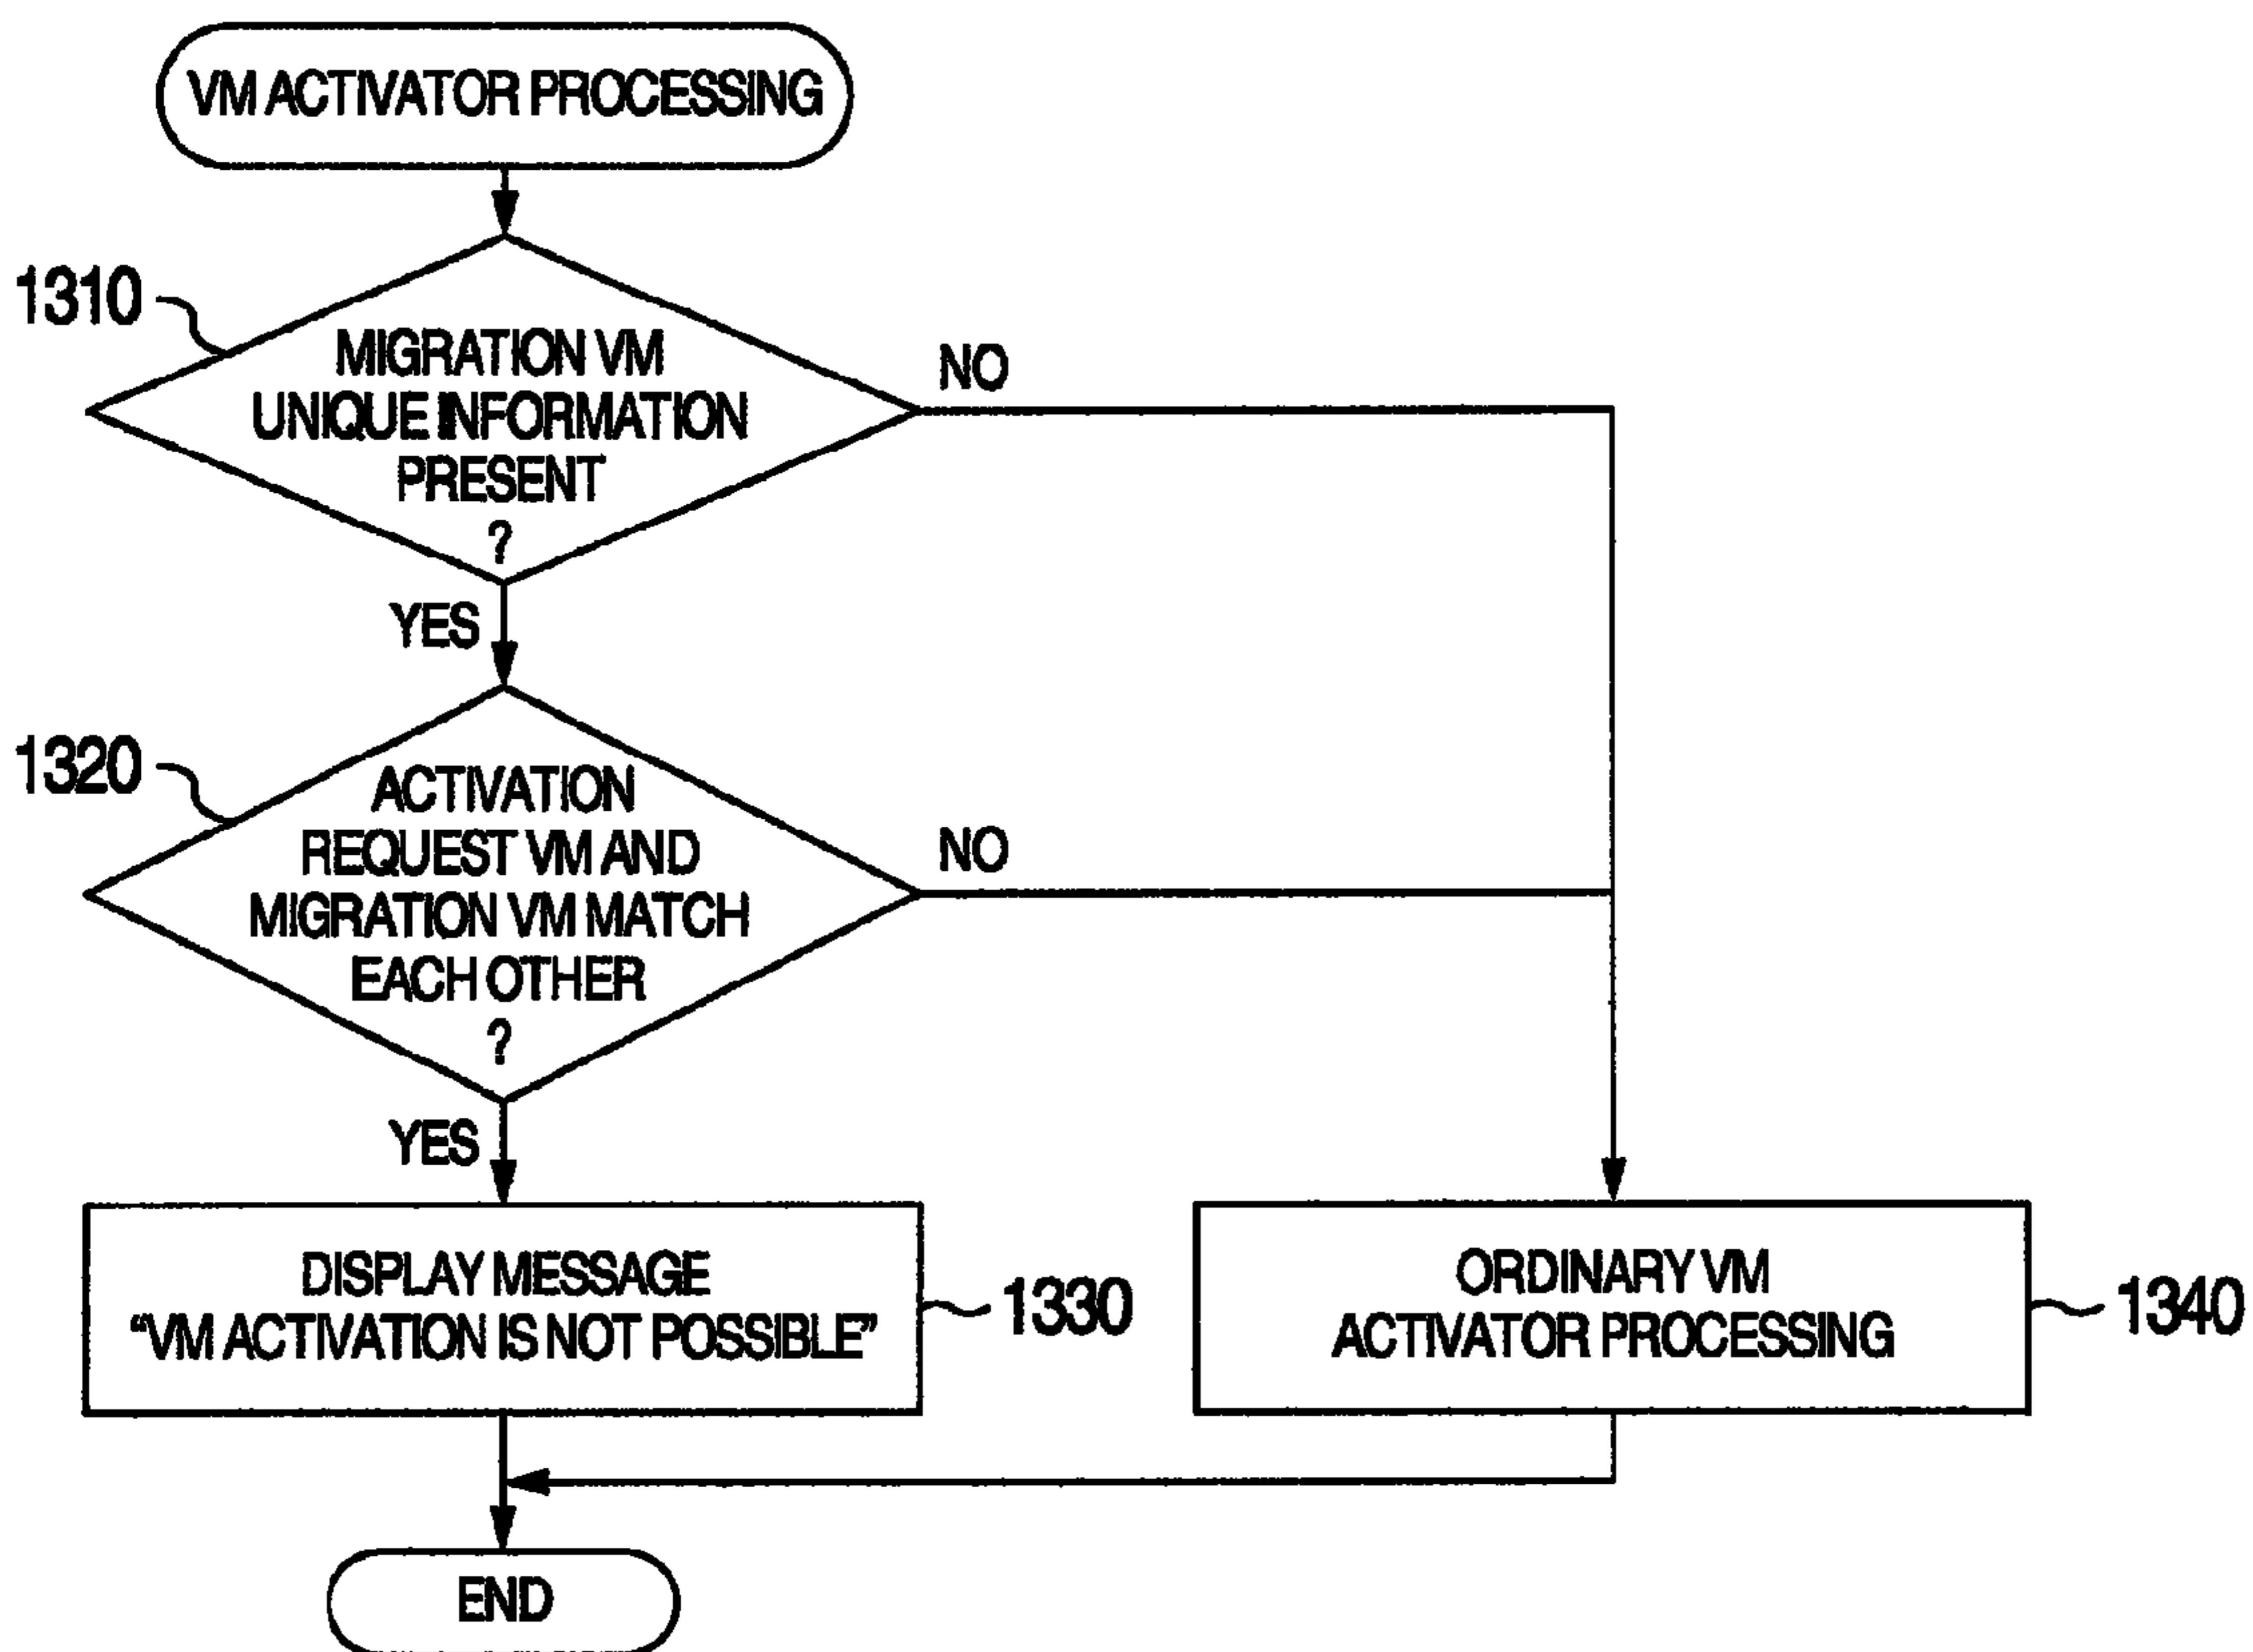 VM ACTIVATOR PROCESSING
1310
MIGRATION VM
UNIQUE INFORMATION
PRESENT
?
NO
YES
1320
ACTIVATION
REQUEST VM AND
MIGRATION VM MATCH
EACH OTHER
?
NO
YES
DISPLAY MESSAGE
“VM ACTIVATION IS NOT POSSIBLE”
1330
ORDINARY VM
ACTIVATOR PROCESSING
1340
END